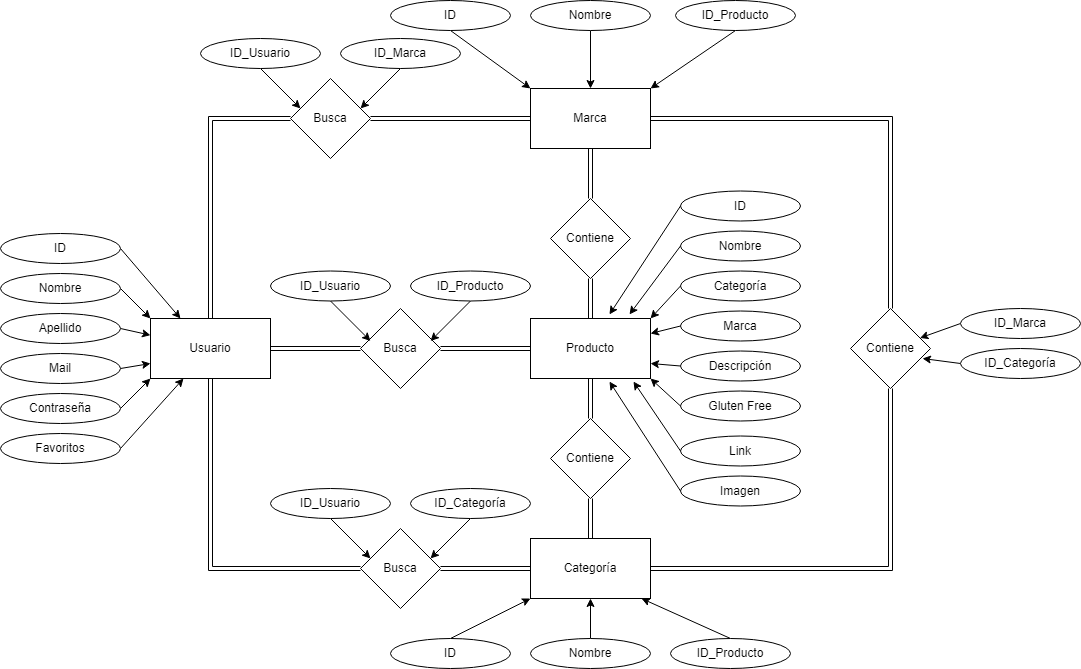 ID
Nombre
ID_Producto
ID_Usuario
ID_Marca
Busca
Marca
ID
Contiene
Nombre
ID
ID_Usuario
ID_Producto
Categoría
Nombre
Marca
ID_Marca
Apellido
Usuario
Busca
Producto
Contiene
Mail
Descripción
ID_Categoría
Contraseña
Gluten Free
Favoritos
Contiene
Link
Imagen
ID_Usuario
ID_Categoría
Busca
Categoría
ID
Nombre
ID_Producto